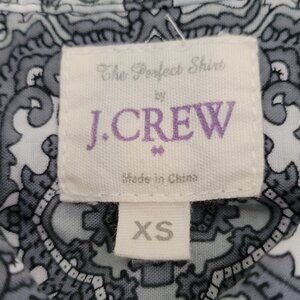 The Perfect Shirt
by
J.CREW
Made in China
XS